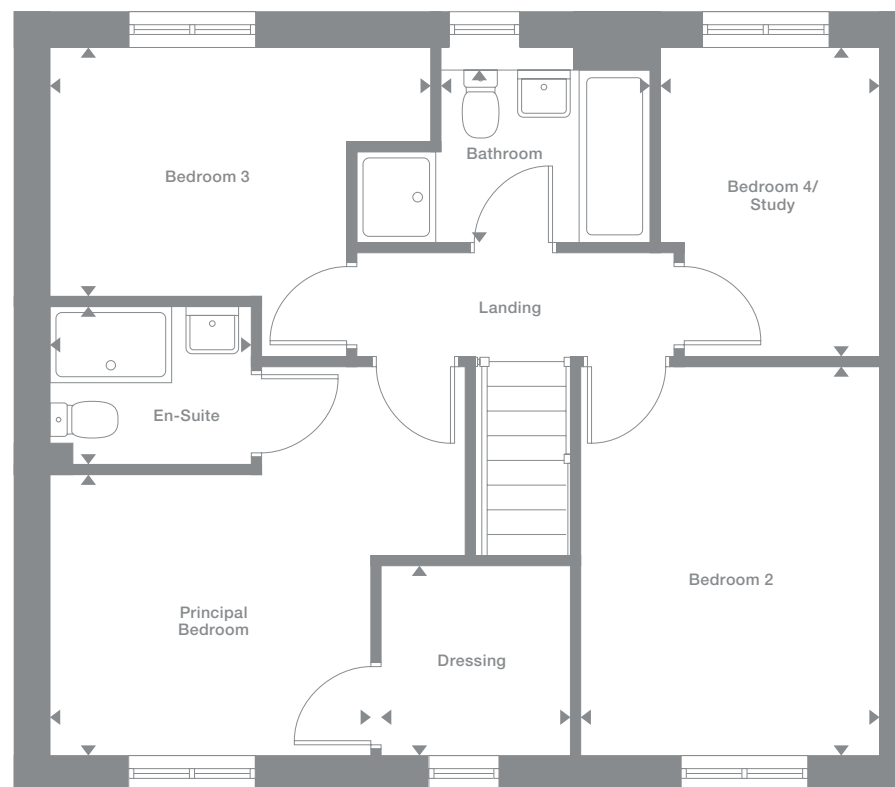 Bedroom 3
Bathroom
Bedroom 4/
Study
Landing
En-Suite
Bedroom 2
Principal
Bedroom
Dressing